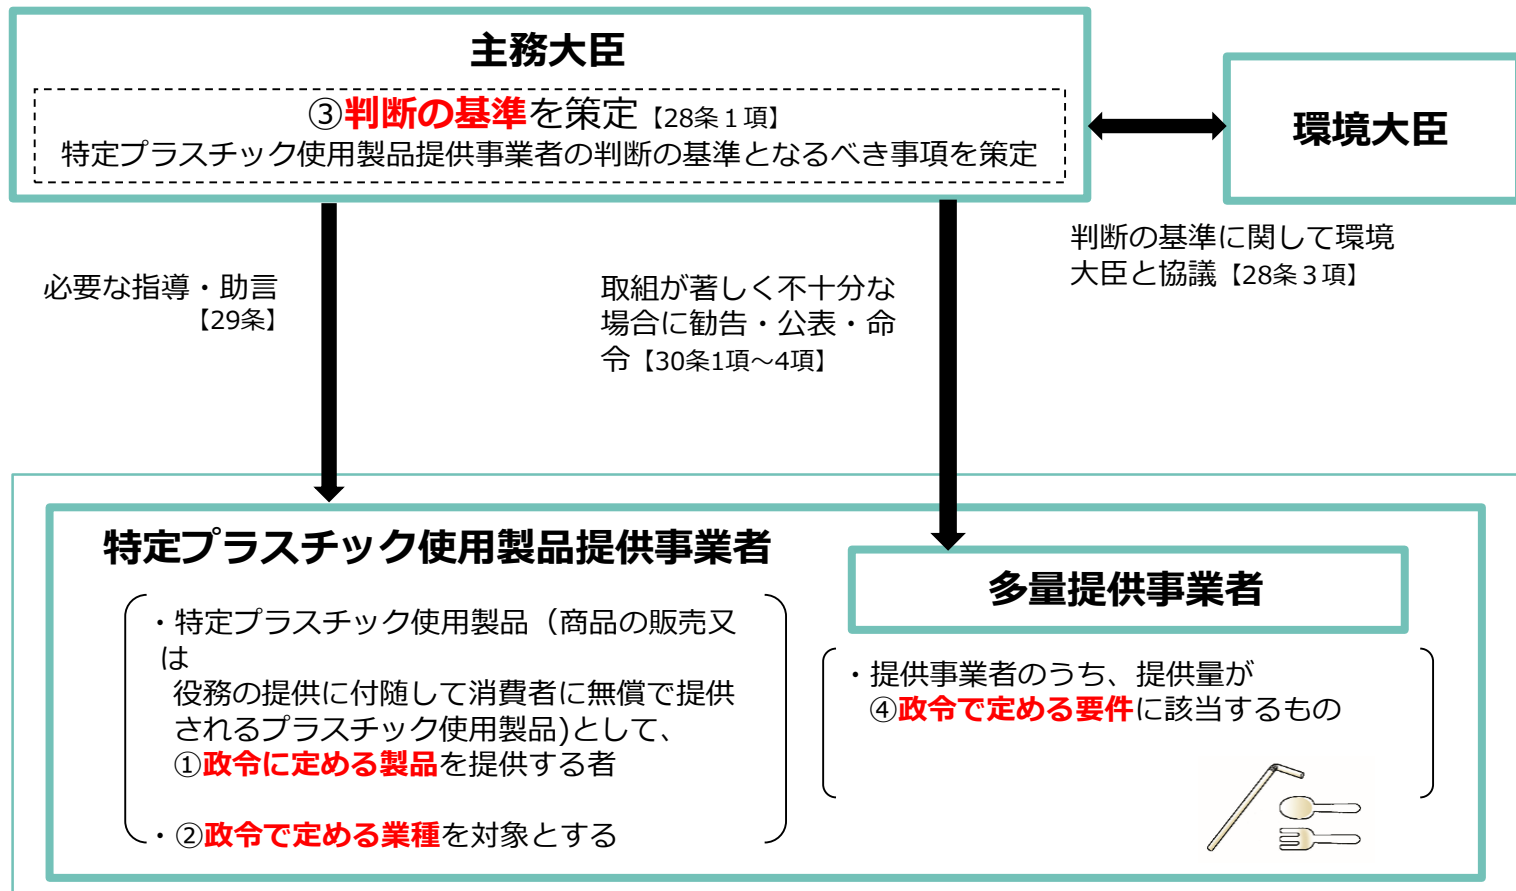 主務大臣
③判断の基準を策定【28条１項】
特定プラスチック使用製品提供事業者の判断の基準となるべき事項を策定
環境大臣
判断の基準に関して環境
大臣と協議【28条３項】
必要な指導・助言
【29条】
取組が著しく不十分な
場合に勧告・公表・命
令【30条1項～4項】
特定プラスチック使用製品提供事業者
・特定プラスチック使用製品（商品の販売又
は
役務の提供に付随して消費者に無償で提供
されるプラスチック使用製品)として、
①政令に定める製品を提供する者
・②政令で定める業種を対象とする
多量提供事業者
・提供事業者のうち、提供量が
④政令で定める要件に該当するもの